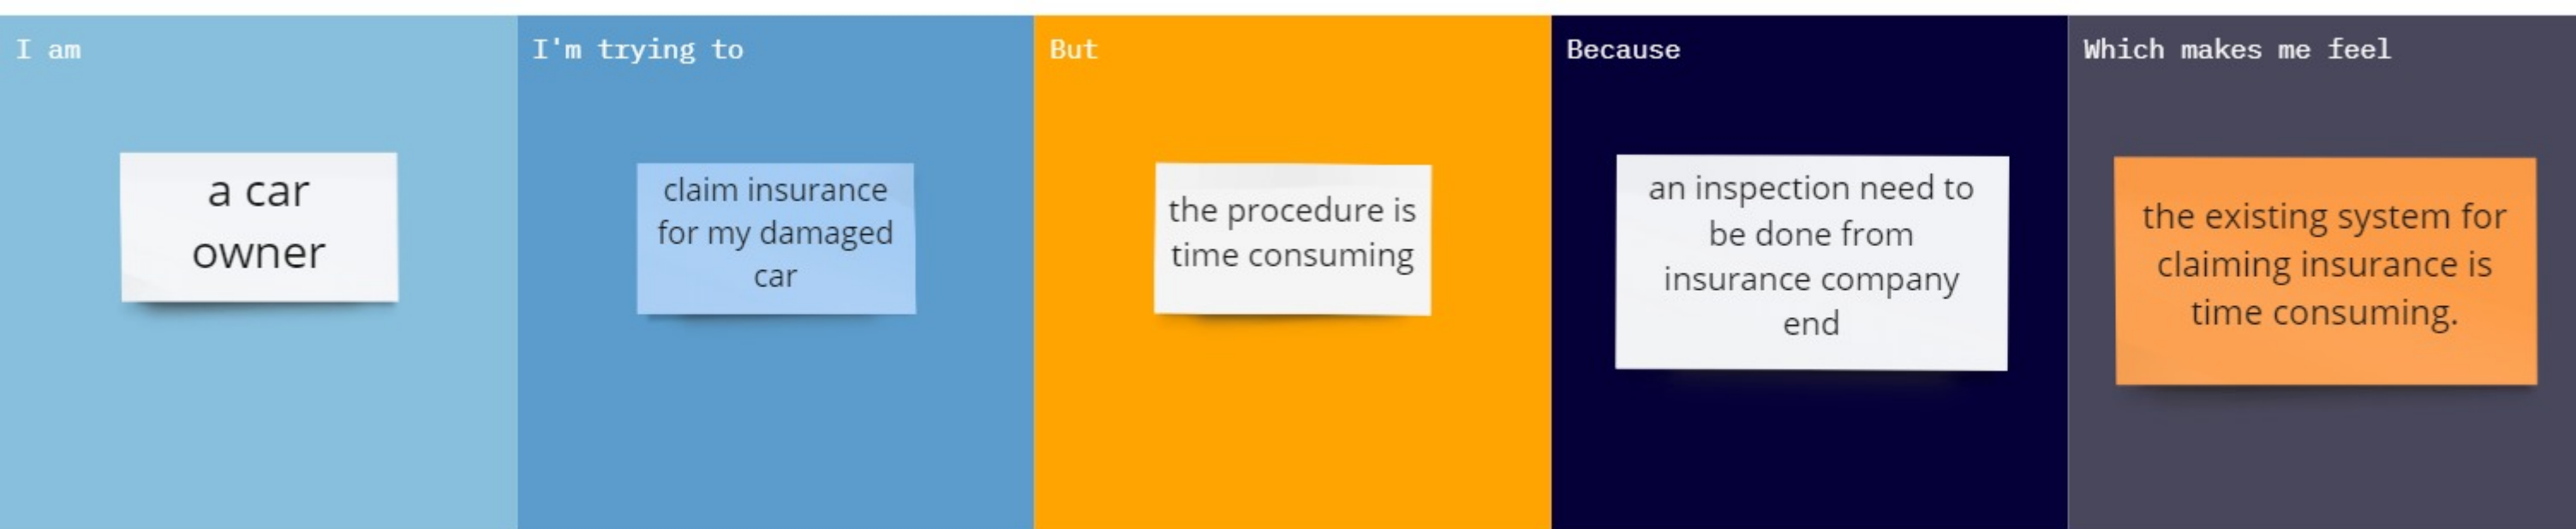 I am
a car
owner
I'm trying to
claim insurance
for my damaged
car
But
the procedure is
time consuming
Because
an inspection need to
be done from
insurance company
end
Which makes me feel
the existing system for
claiming insurance is
time consuming.